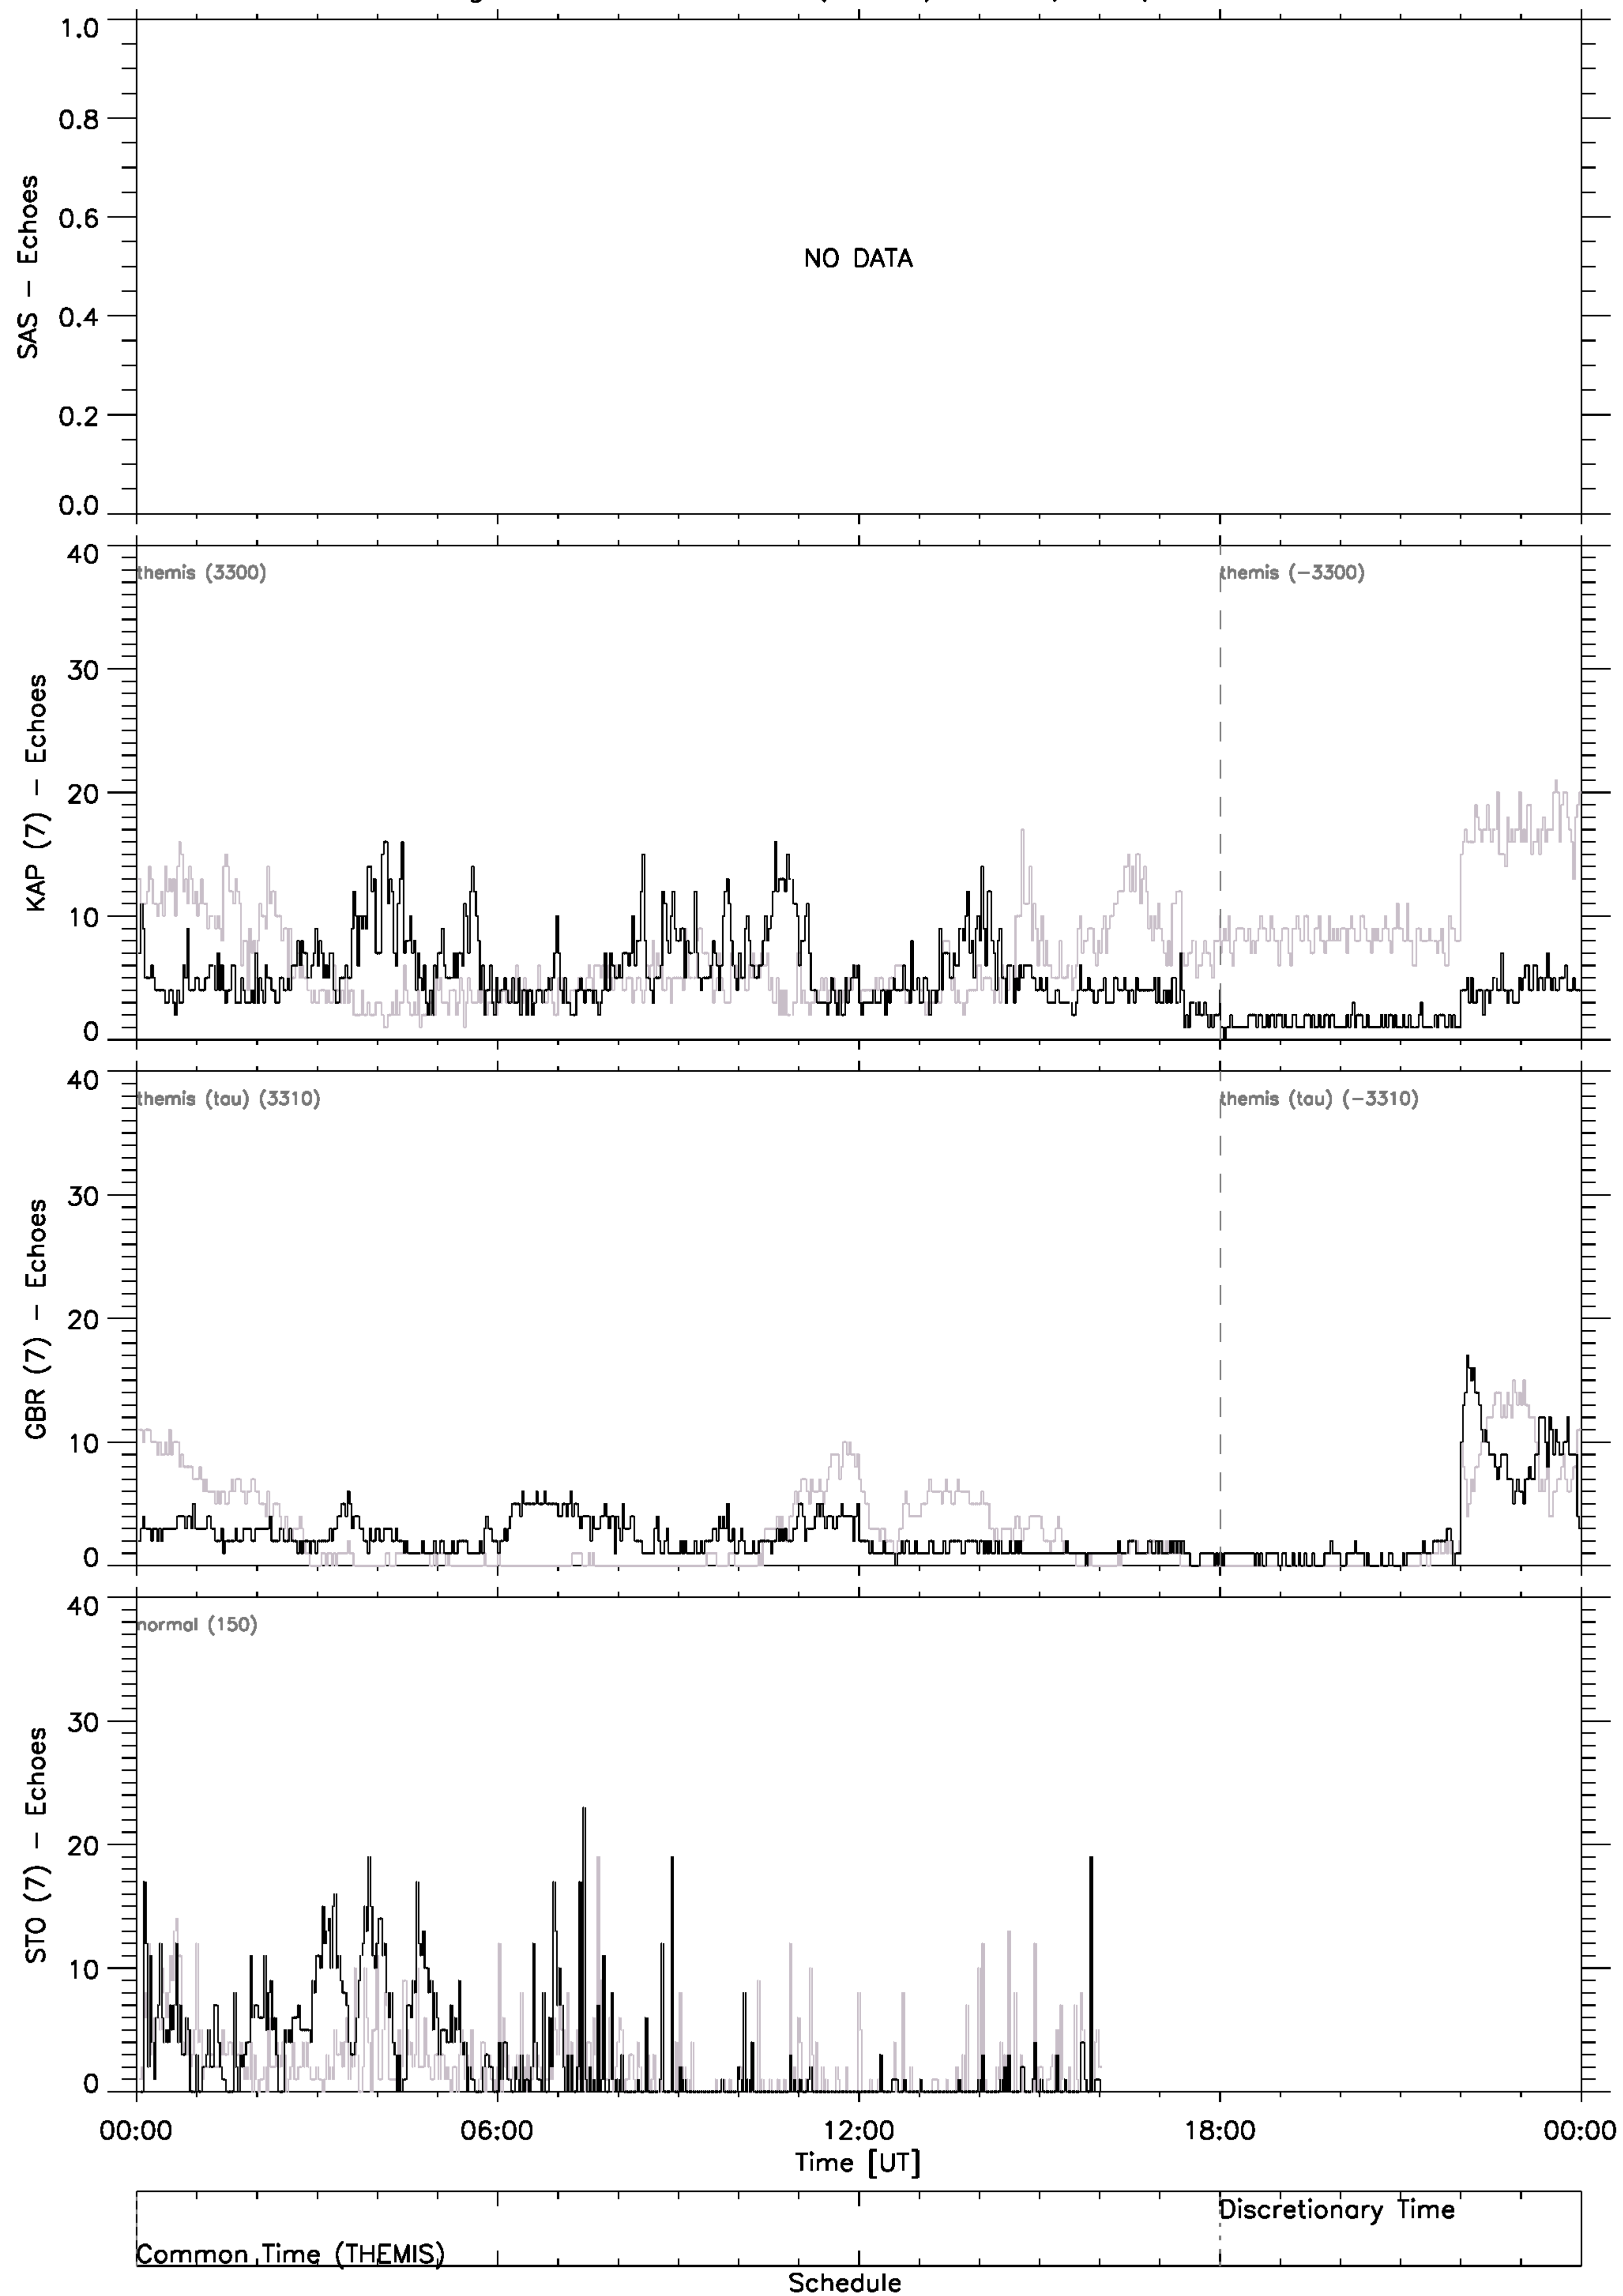 1.0
0.8
0.6
0.4
0.2
0.0
SAS – Echoes
NO DATA
40
30
20
10
0
KAP (7) – Echoes
themis (3300)
themis (−3300)
40
30
20
10
0
GBR (7) – Echoes
themis (tau) (3310)
themis (tau) (−3310)
40
30
20
10
0
STO (7) – Echoes
normal (150)
00:00 06:00 12:00 18:00 00:00
Time [UT]
Discretionary Time
Common Time (THEMIS)
Schedule